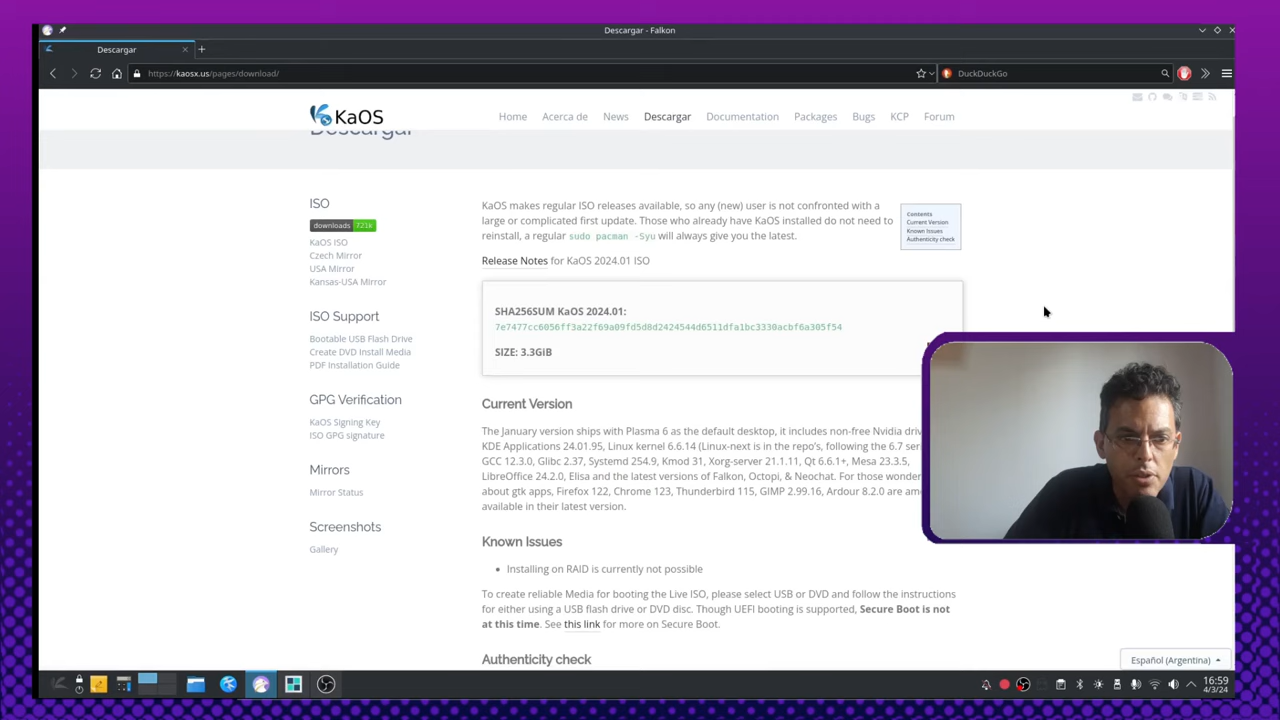 Descargar - Falkon
Descargar
https://kaosx.us/pages/download/
DuckDuckGo
KaOS
Home Acerca de News Descargar Documentation Packages Bugs KCP Forum
Descargar
ISO
downloads 721k
KaOS ISO
Czech Mirror
USA Mirror
Kansas-USA Mirror
ISO Support
Bootable USB Flash Drive
Create DVD Install Media
PDF Installation Guide
GPG Verification
KaOS Signing Key
ISO GPG signature
Mirrors
Mirror Status
Screenshots
Gallery
KaOS makes regular ISO releases available, so any (new) user is not confronted with a
large or complicated first update. Those who already have KaOS installed do not need to
reinstall, a regular sudo pacman -Syu will always give you the latest.
Contents
Current Version
Known Issues
Authenticity check
Release Notes for KaOS 2024.01 ISO
SHA256SUM KaOS 2024.01:
7e7477cc6056ff3a22f69a09fd5d8d2424544d6511dfa1bc3330acbf6a305f54
SIZE: 3.3GiB
Current Version
The January version ships with Plasma 6 as the default desktop, it includes non-free Nvidia
KDE Applications 24.01.95, Linux kernel 6.6.14 (Linux-next is in the repo's, following the 6.7
GCC 12.3.0, Glibc 2.37, Systemd 254.9, Kmod 31, Xorg-server 21.1.11, Qt 6.6.1+, Mesa 23.3.5,
LibreOffice 24.2.0, Elisa and the latest versions of Falkon, Octopi, & Neochat. For those
about gtk apps, Firefox 122, Chrome 123, Thunderbird 115, GIMP 2.99.16, Ardour 8.2.0 are
available in their latest version.
Known Issues
• Installing on RAID is currently not possible
To create reliable Media for booting the Live ISO, please select USB or DVD and follow the instructions
for either using a USB flash drive or DVD disc. Though UEFI booting is supported, Secure Boot is not
at this time. See this link for more on Secure Boot.
Authenticity check
Español (Argentina)
16:59
4/3/24